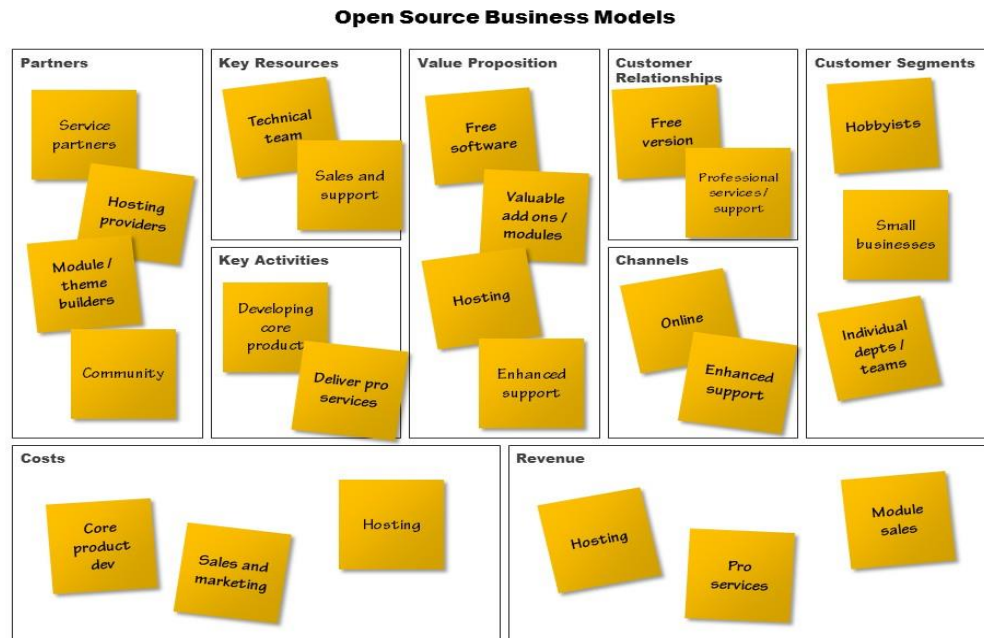 Open Source Business Models
Partners
Service
partners
Hosting
providers
Module /
theme
builders
Community
Key Resources
Technical
team
Sales and
support
Key Activities
Developing
core
product
Deliver pro
services
Value Proposition
Free
software
Valuable
add ons /
modules
Hosting
Enhanced
support
Customer
Relationships
Free
version
Professional
services /
support
Channels
Online
Enhanced
support
Customer Segments
Hobbyists
Small
businesses
Individual
depts /
teams
Costs
Core
product
dev
Sales and
marketing
Hosting
Revenue
Hosting
Pro
services
Module
sales